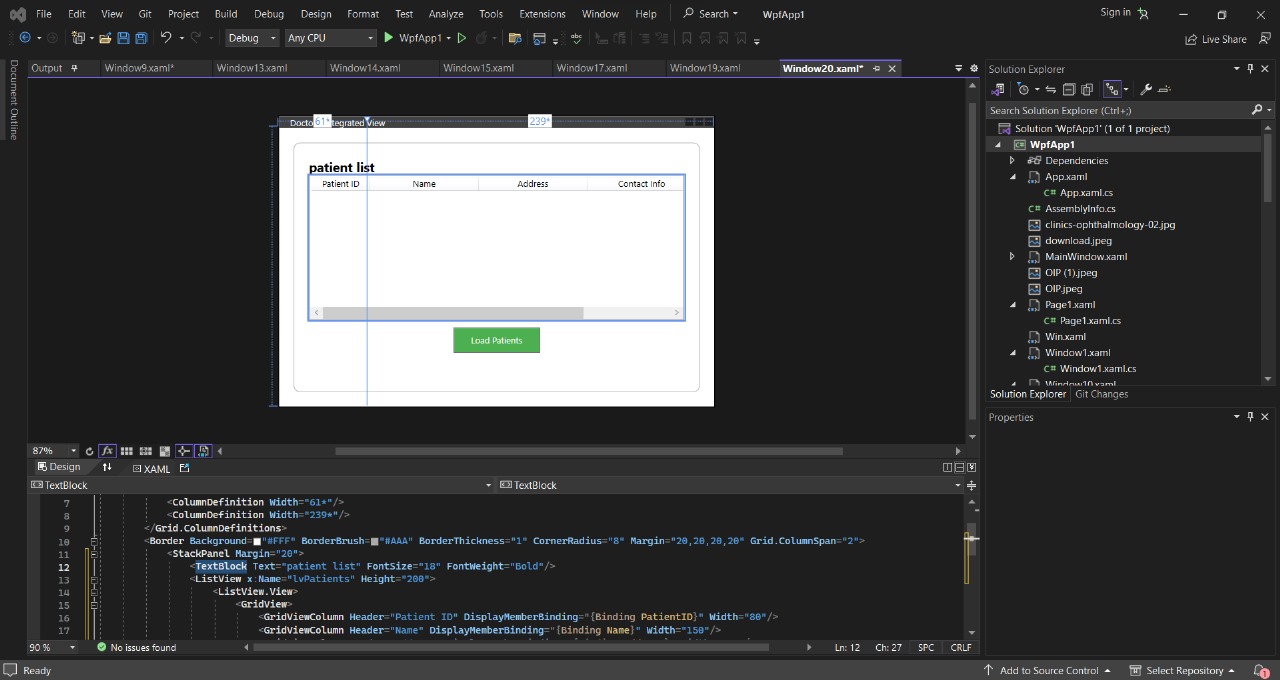 File Edit View Git Project Build Debug Design Format Test Analyze Tools Extensions Window Help Search WpfApp1 Sign in
Debug Any CPU WpfApp1 Live Share
Document Outline
Output Window9.xaml* Window13.xaml Window14.xaml Window15.xaml Window17.xaml Window19.xaml Window20.xaml*
61* 239*
patient list
Patient ID Name Address Contact Info
Load Patients
87%
Design XAML
TextBlock TextBlock
7 <ColumnDefinition Width="61*"/>
8 <ColumnDefinition Width="239*"/>
9 </Grid.ColumnDefinitions>
10 <Border Background="#FFF" BorderBrush="#AAA" BorderThickness="1" CornerRadius="8" Margin="20,20,20,20" Grid.ColumnSpan="2">
11 <StackPanel Margin="20">
12 <TextBlock Text="patient list" FontSize="18" FontWeight="Bold"/>
13 <ListView x:Name="lvPatients" Height="200">
14 <ListView.View>
15 <GridView>
16 <GridViewColumn Header="Patient ID" DisplayMemberBinding="{Binding PatientID}" Width="80"/>
17 <GridViewColumn Header="Name" DisplayMemberBinding="{Binding Name}" Width="150"/>
90 % No issues found Ln: 12 Ch: 27 SPC CRLF
Solution Explorer
Search Solution Explorer (Ctrl+;)
Solution 'WpfApp1' (1 of 1 project)
WpfApp1
Dependencies
App.xaml
App.xaml.cs
AssemblyInfo.cs
clinics-ophthalmology-02.jpg
download.jpeg
MainWindow.xaml
OIP (1).jpeg
OIP.jpeg
Page1.xaml
Page1.xaml.cs
Win.xaml
Window1.xaml
Window1.xaml.cs
Window10.xaml
Solution Explorer Git Changes
Properties
Ready Add to Source Control Select Repository 1